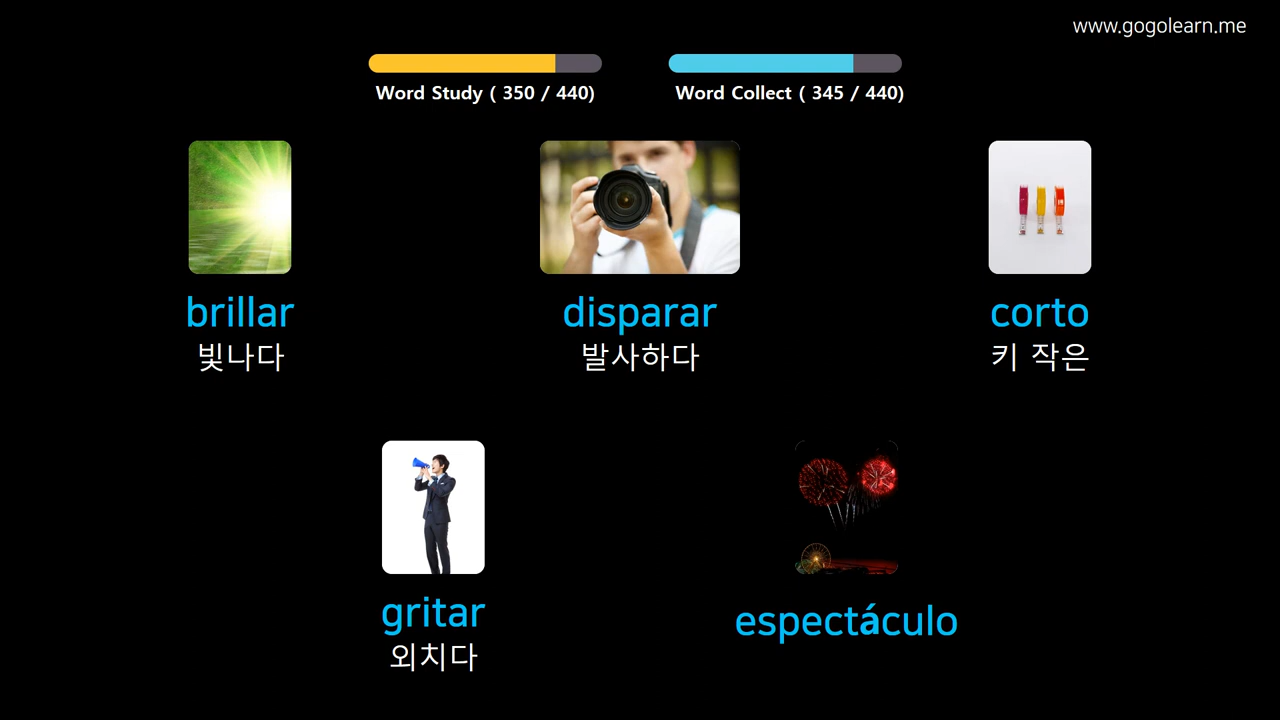 www.gogolearn.me
Word Study ( 350 / 440)
Word Collect ( 345 / 440)
brillar
빛나다
disparar
발사하다
corto
키 작은
gritar
외치다
espectáculo